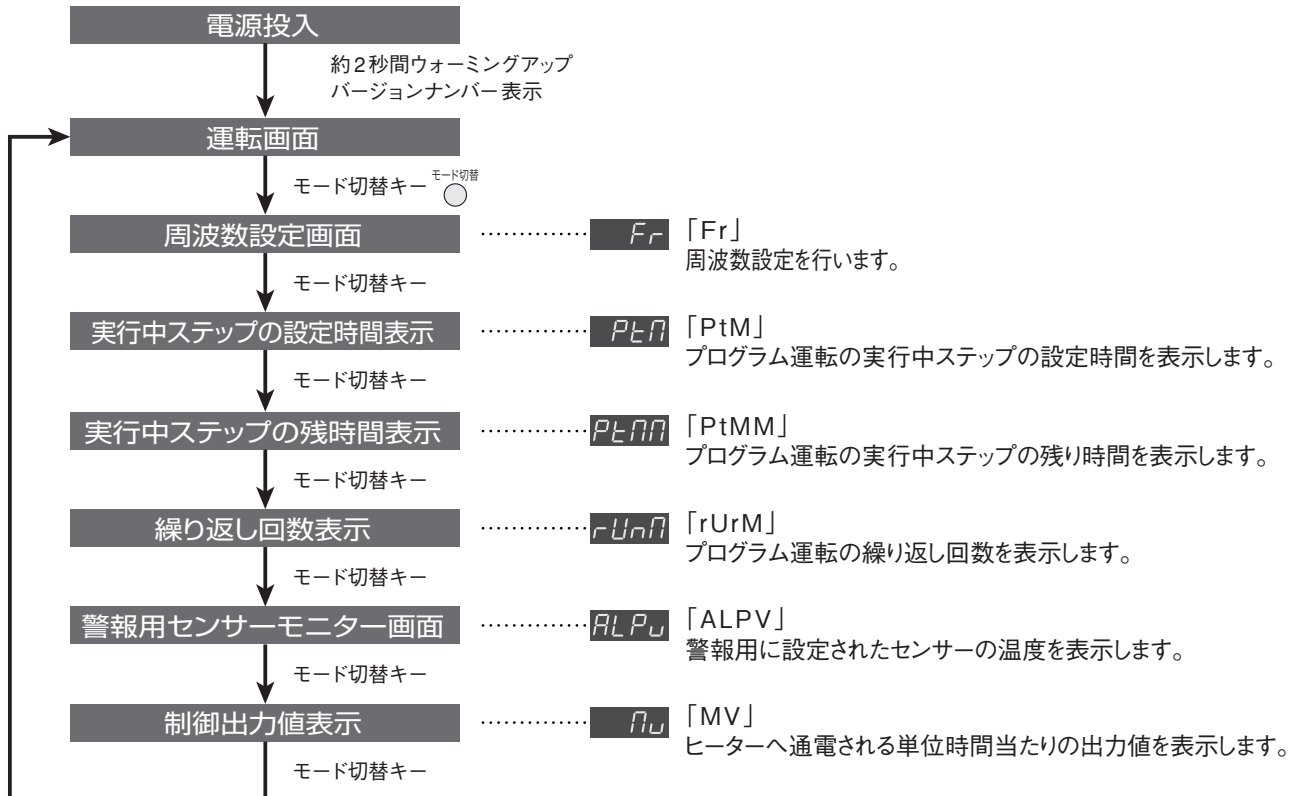 電源投入
約2秒間ウォーミングアップ
バージョンナンバー表示
運転画面
モード切替キー モード切替
周波数設定画面 Fr 「Fr」
周波数設定を行います。
モード切替キー
実行中ステップの設定時間表示 PtM 「PtM」
プログラム運転の実行中ステップの設定時間を表示します。
モード切替キー
実行中ステップの残時間表示 PtMM 「PtMM」
プログラム運転の実行中ステップの残り時間を表示します。
モード切替キー
繰り返し回数表示 rUnM 「rUrM」
プログラム運転の繰り返し回数を表示します。
モード切替キー
警報用センサーモニター画面 ALPv 「ALPV」
警報用に設定されたセンサーの温度を表示します。
モード切替キー
制御出力値表示 Mv 「MV」
ヒーターへ通電される単位時間当たりの出力値を表示します。
モード切替キー